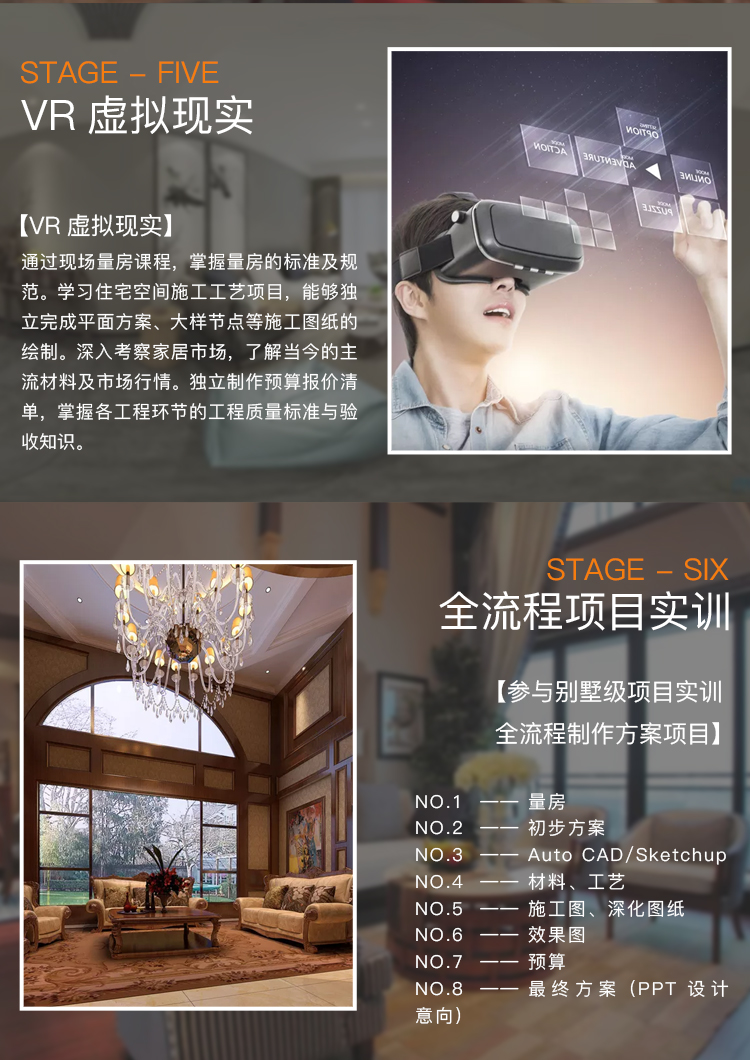 STAGE – FIVE
VR 虚拟现实
【VR 虚拟现实】
通过现场量房课程，掌握量房的标准及规
范。学习住宅空间施工工艺项目，能够独
立完成平面方案、大样节点等施工图纸的
绘制。深入考察家居市场，了解当今的主
流材料及市场行情。独立制作预算报价清
单，掌握各工程环节的工程质量标准与验
收知识。
MODE
ACTION
MODE
ADVENTURE
SITTING
OPTION
MODE
ONLINE
MODE
PUZZLE
STAGE – SIX
全流程项目实训
【参与别墅级项目实训
全流程制作方案项目】
NO.1 —— 量房
NO.2 —— 初步方案
NO.3 —— Auto CAD/Sketchup
NO.4 —— 材料、工艺
NO.5 —— 施工图、深化图纸
NO.6 —— 效果图
NO.7 —— 预算
NO.8 —— 最终方案（PPT 设计
意向）